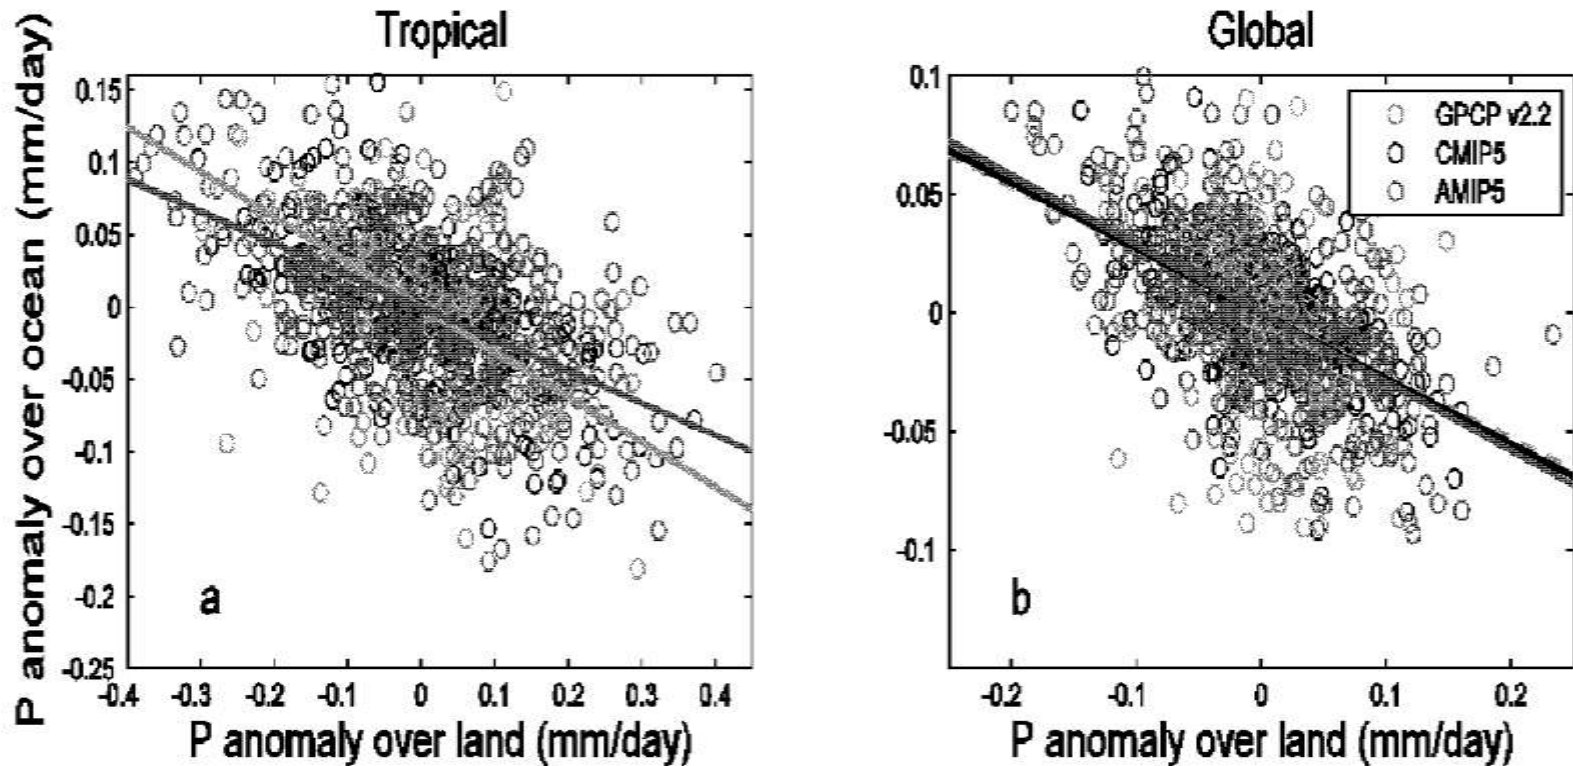 Tropical
P anomaly over ocean (mm/day)
0.15
0.1
0.05
0
-0.05
-0.1
-0.15
-0.2
-0.25
a
-0.4 -0.3 -0.2 -0.1 0 0.1 0.2 0.3 0.4
P anomaly over land (mm/day)
Global
0.1
0.05
0
-0.05
-0.1
GPCP v2.2
CMIP5
AMIP5
b
-0.2 -0.1 0 0.1 0.2
P anomaly over land (mm/day)